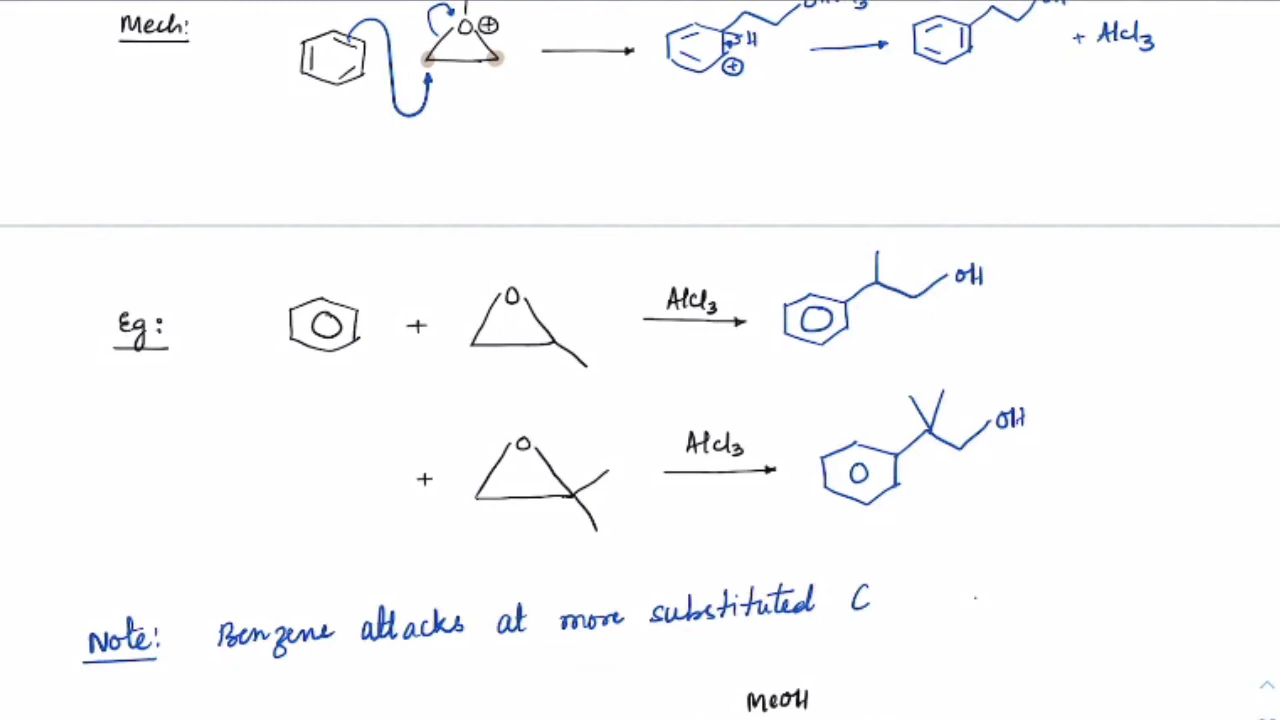 Mech:
O ⊕
H
⊕
+ AlCl3
Eg:
+
O
AlCl3
OH
+
O
AlCl3
OH
Note: Benzene attacks at more substituted C
MeOH